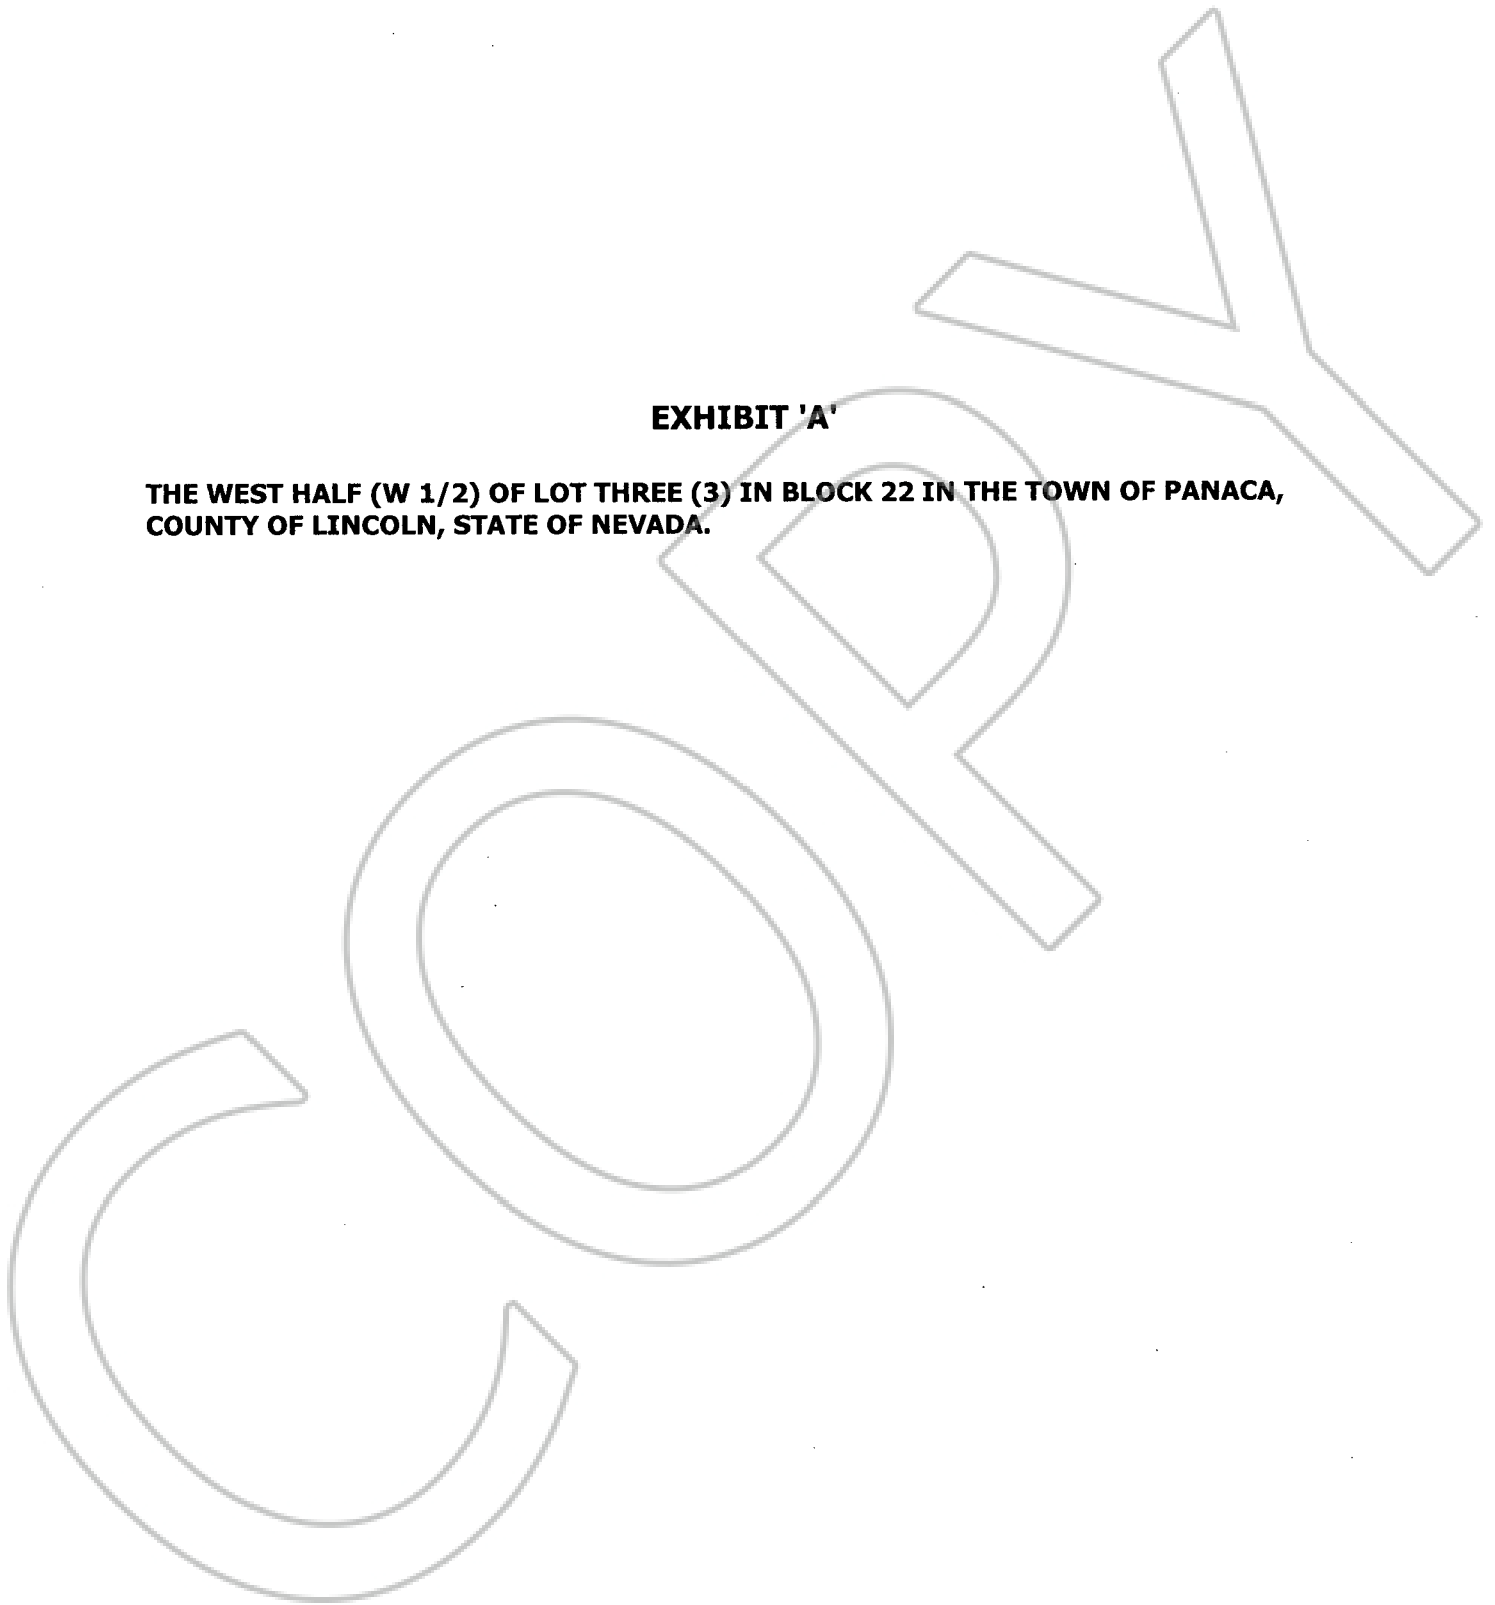 EXHIBIT 'A'
THE WEST HALF (W 1/2) OF LOT THREE (3) IN BLOCK 22 IN THE TOWN OF PANACA,
COUNTY OF LINCOLN, STATE OF NEVADA.
COPY